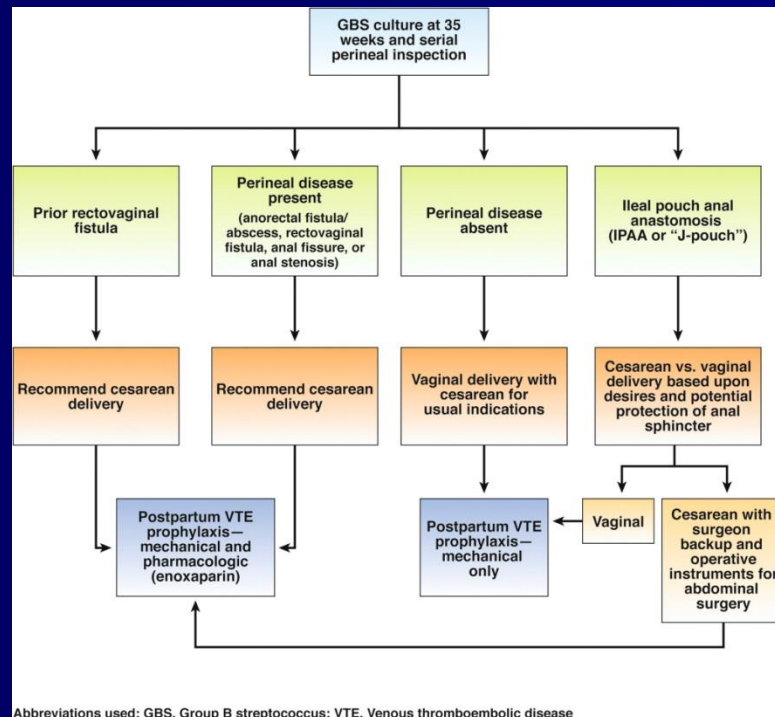 GBS culture at 35
weeks and serial
perineal inspection
Prior rectovaginal
fistula
Perineal disease
present
(anorectal fistula/
abscess, rectovaginal
fistula, anal fissure, or
anal stenosis)
Perineal disease
absent
Ileal pouch anal
anastomosis
(IPAA or “J-pouch”)
Recommend cesarean
delivery
Recommend cesarean
delivery
Vaginal delivery with
cesarean for
usual indications
Cesarean vs. vaginal
delivery based upon
desires and potential
protection of anal
sphincter
Postpartum VTE
prophylaxis—
mechanical and
pharmacologic
(enoxaparin)
Postpartum VTE
prophylaxis—
mechanical
only
Vaginal
Cesarean with
surgeon
backup and
operative
instruments for
abdominal
surgery
Abbreviations used: GBS, Group B streptococcus; VTE, Venous thromboembolic disease